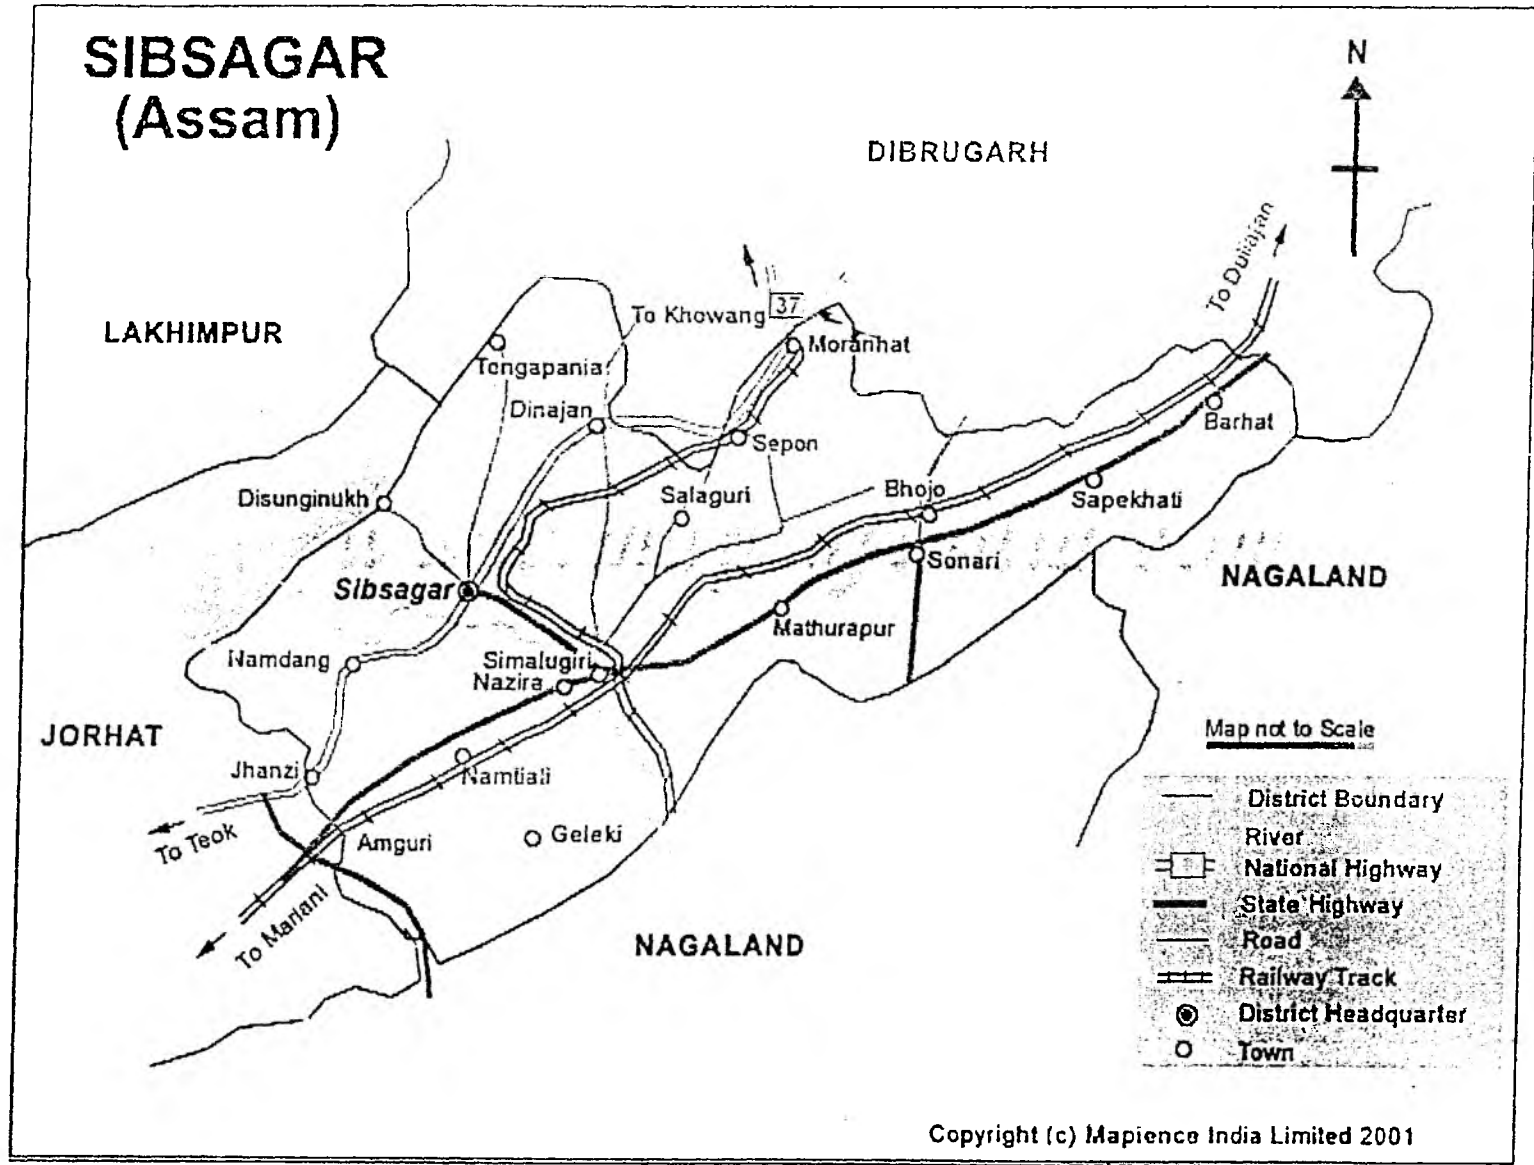 SIBSAGAR
(Assam)
N
DIBRUGARH
LAKHIMPUR
To Duliajan
To Khowang
37
Moranhat
Tengapania
Dinajan
Sepon
Barhat
Disunginukh
Salaguri
Bhojo
Sapekhati
Sibsagar
Sonari
NAGALAND
Mathurapur
Namdang
Simalugiri
Nazira
JORHAT
Map not to Scale
Jhanzi
Namtiali
To Teok
Amguri
Geleki
To Mariani
NAGALAND
District Boundary
River
National Highway
State Highway
Road
Railway Track
District Headquarter
Town
Copyright (c) Mapience India Limited 2001